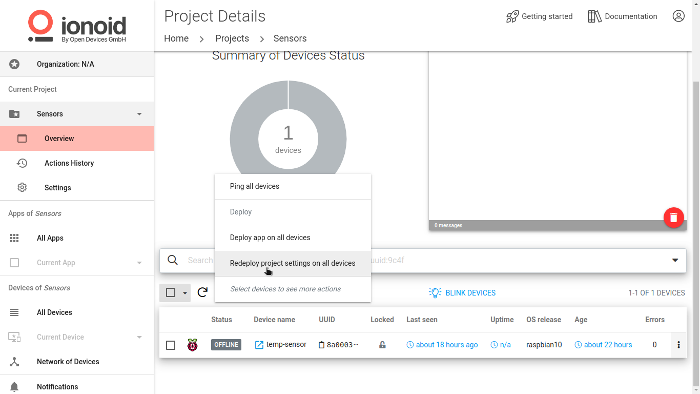 ionoid
By Open Devices GmbH
Project Details
Getting started
Documentation
Home > Projects > Sensors
Organization: N/A
Current Project
Sensors
Overview
Actions History
Settings
Apps of Sensors
All Apps
Current App
Devices of Sensors
All Devices
Current Device
Network of Devices
Notifications
Summary of Devices Status
1
devices
0 messages
Ping all devices
Deploy
Deploy app on all devices
Redeploy project settings on all devices
Select devices to see more actions.
Search
uuid:9c4f
BLINK DEVICES
1-1 OF 1 DEVICES
Status Device name UUID Locked Last seen Uptime OS release Age Errors
OFFLINE temp-sensor 8a0003-- about 18 hours ago n/a raspbian10 about 22 hours 0